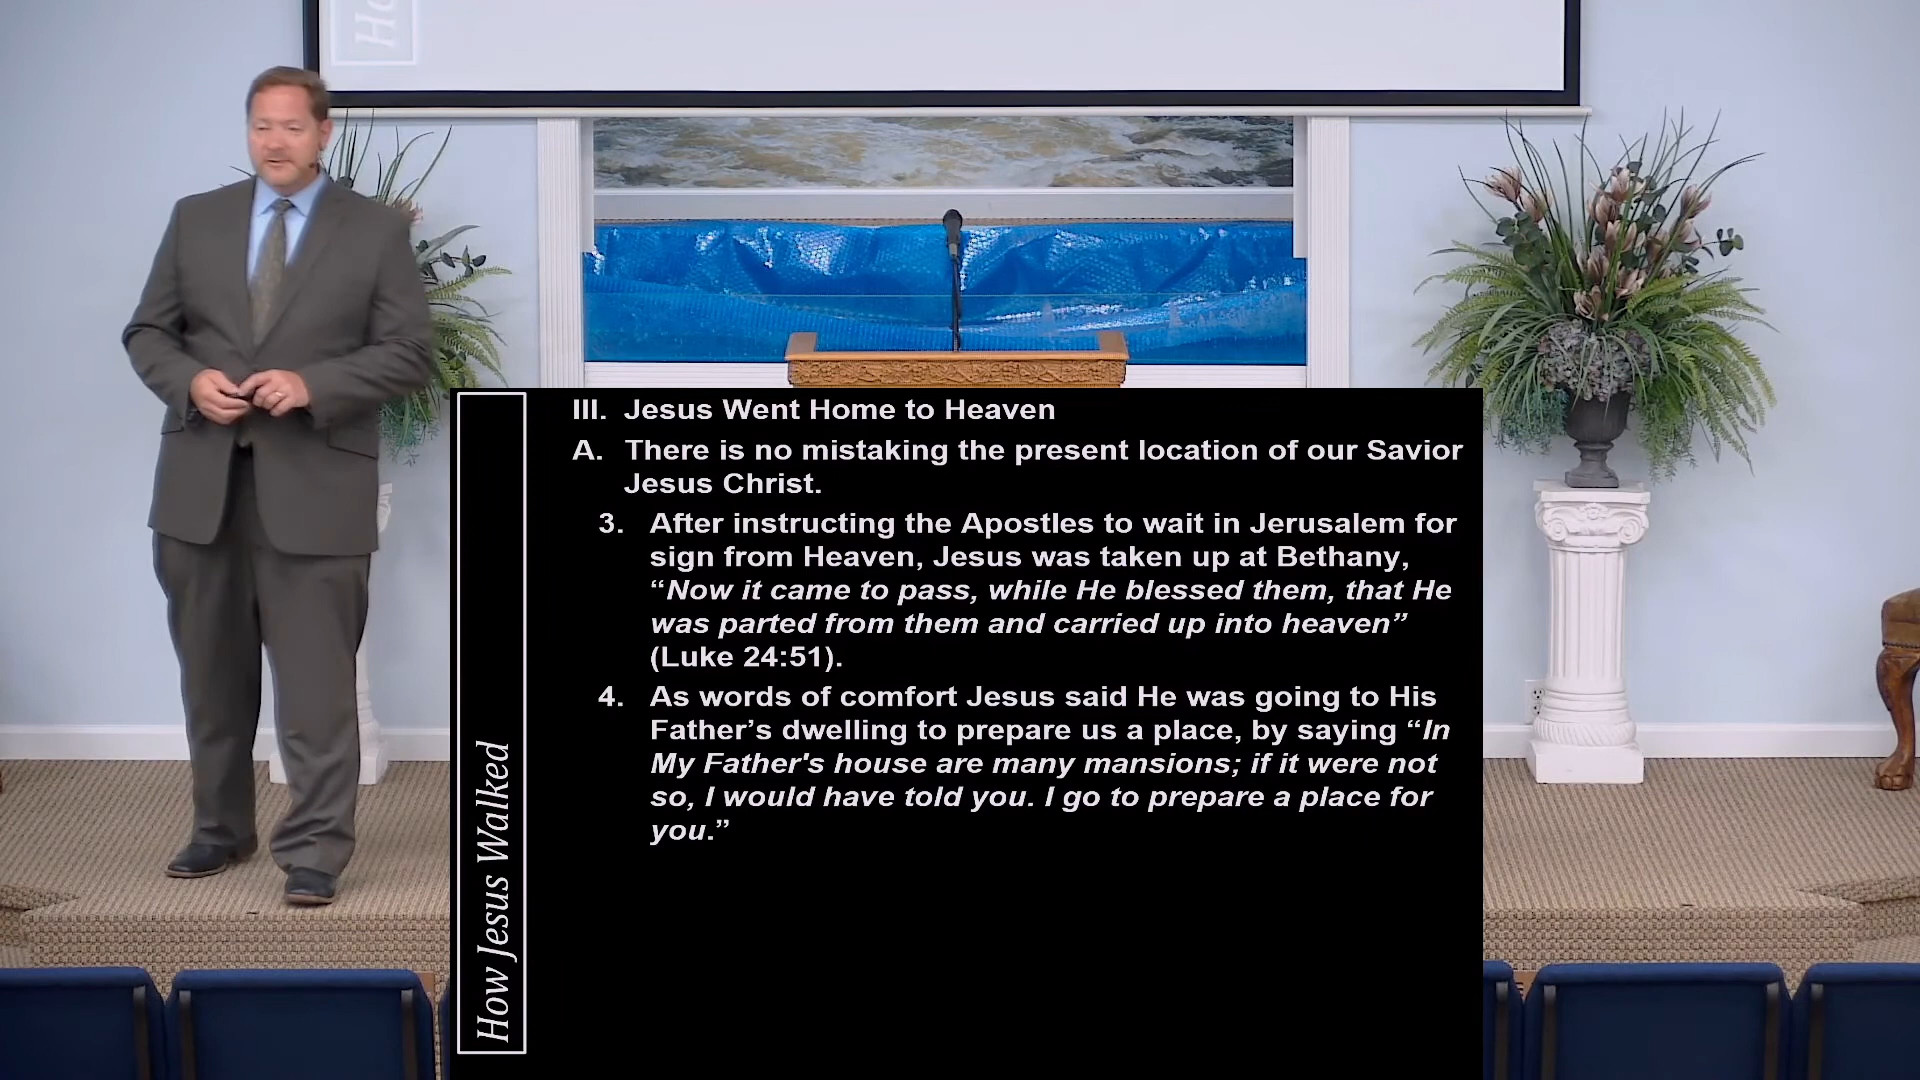 Ho
III. Jesus Went Home to Heaven
A. There is no mistaking the present location of our Savior
Jesus Christ.
3. After instructing the Apostles to wait in Jerusalem for
sign from Heaven, Jesus was taken up at Bethany,
“Now it came to pass, while He blessed them, that He
was parted from them and carried up into heaven”
(Luke 24:51).
4. As words of comfort Jesus said He was going to His
Father’s dwelling to prepare us a place, by saying “In
My Father's house are many mansions; if it were not
so, I would have told you. I go to prepare a place for
you.”
How Jesus Walked